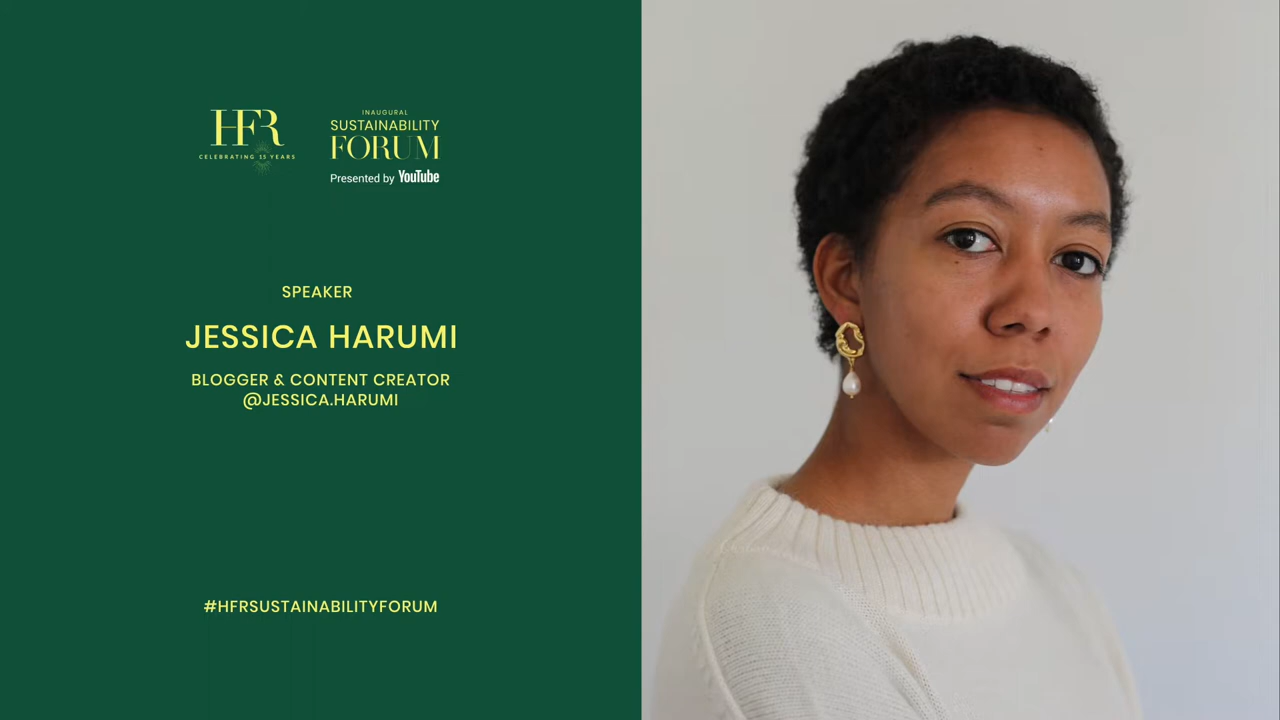 HFR
CELEBRATING 15 YEARS
INAUGURAL
SUSTAINABILITY
FORUM
Presented by YouTube
SPEAKER
JESSICA HARUMI
BLOGGER & CONTENT CREATOR
@JESSICA.HARUMI
#HFRSUSTAINABILITYFORUM